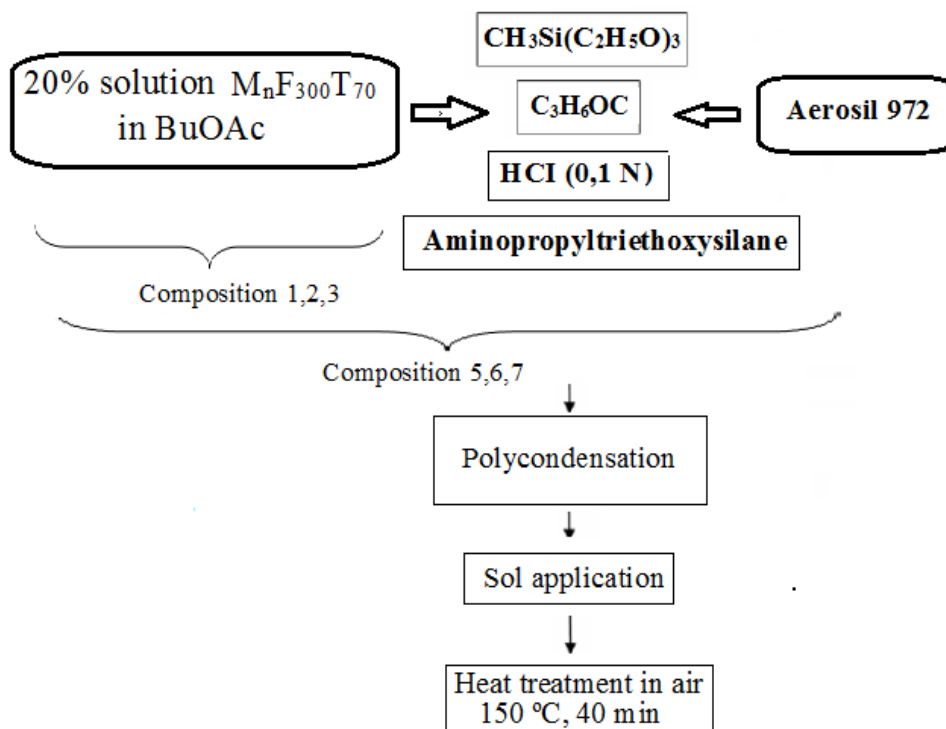 CH₃Si(C₂H₅O)₃
20% solution MₙF₃₀₀T₇₀
in BuOAc
C₃H₆OC
Aerosil 972
HCI (0,1 N)
Aminopropyltriethoxysilane
Composition 1,2,3
Composition 5,6,7
Polycondensation
Sol application
Heat treatment in air
150 ºC, 40 min